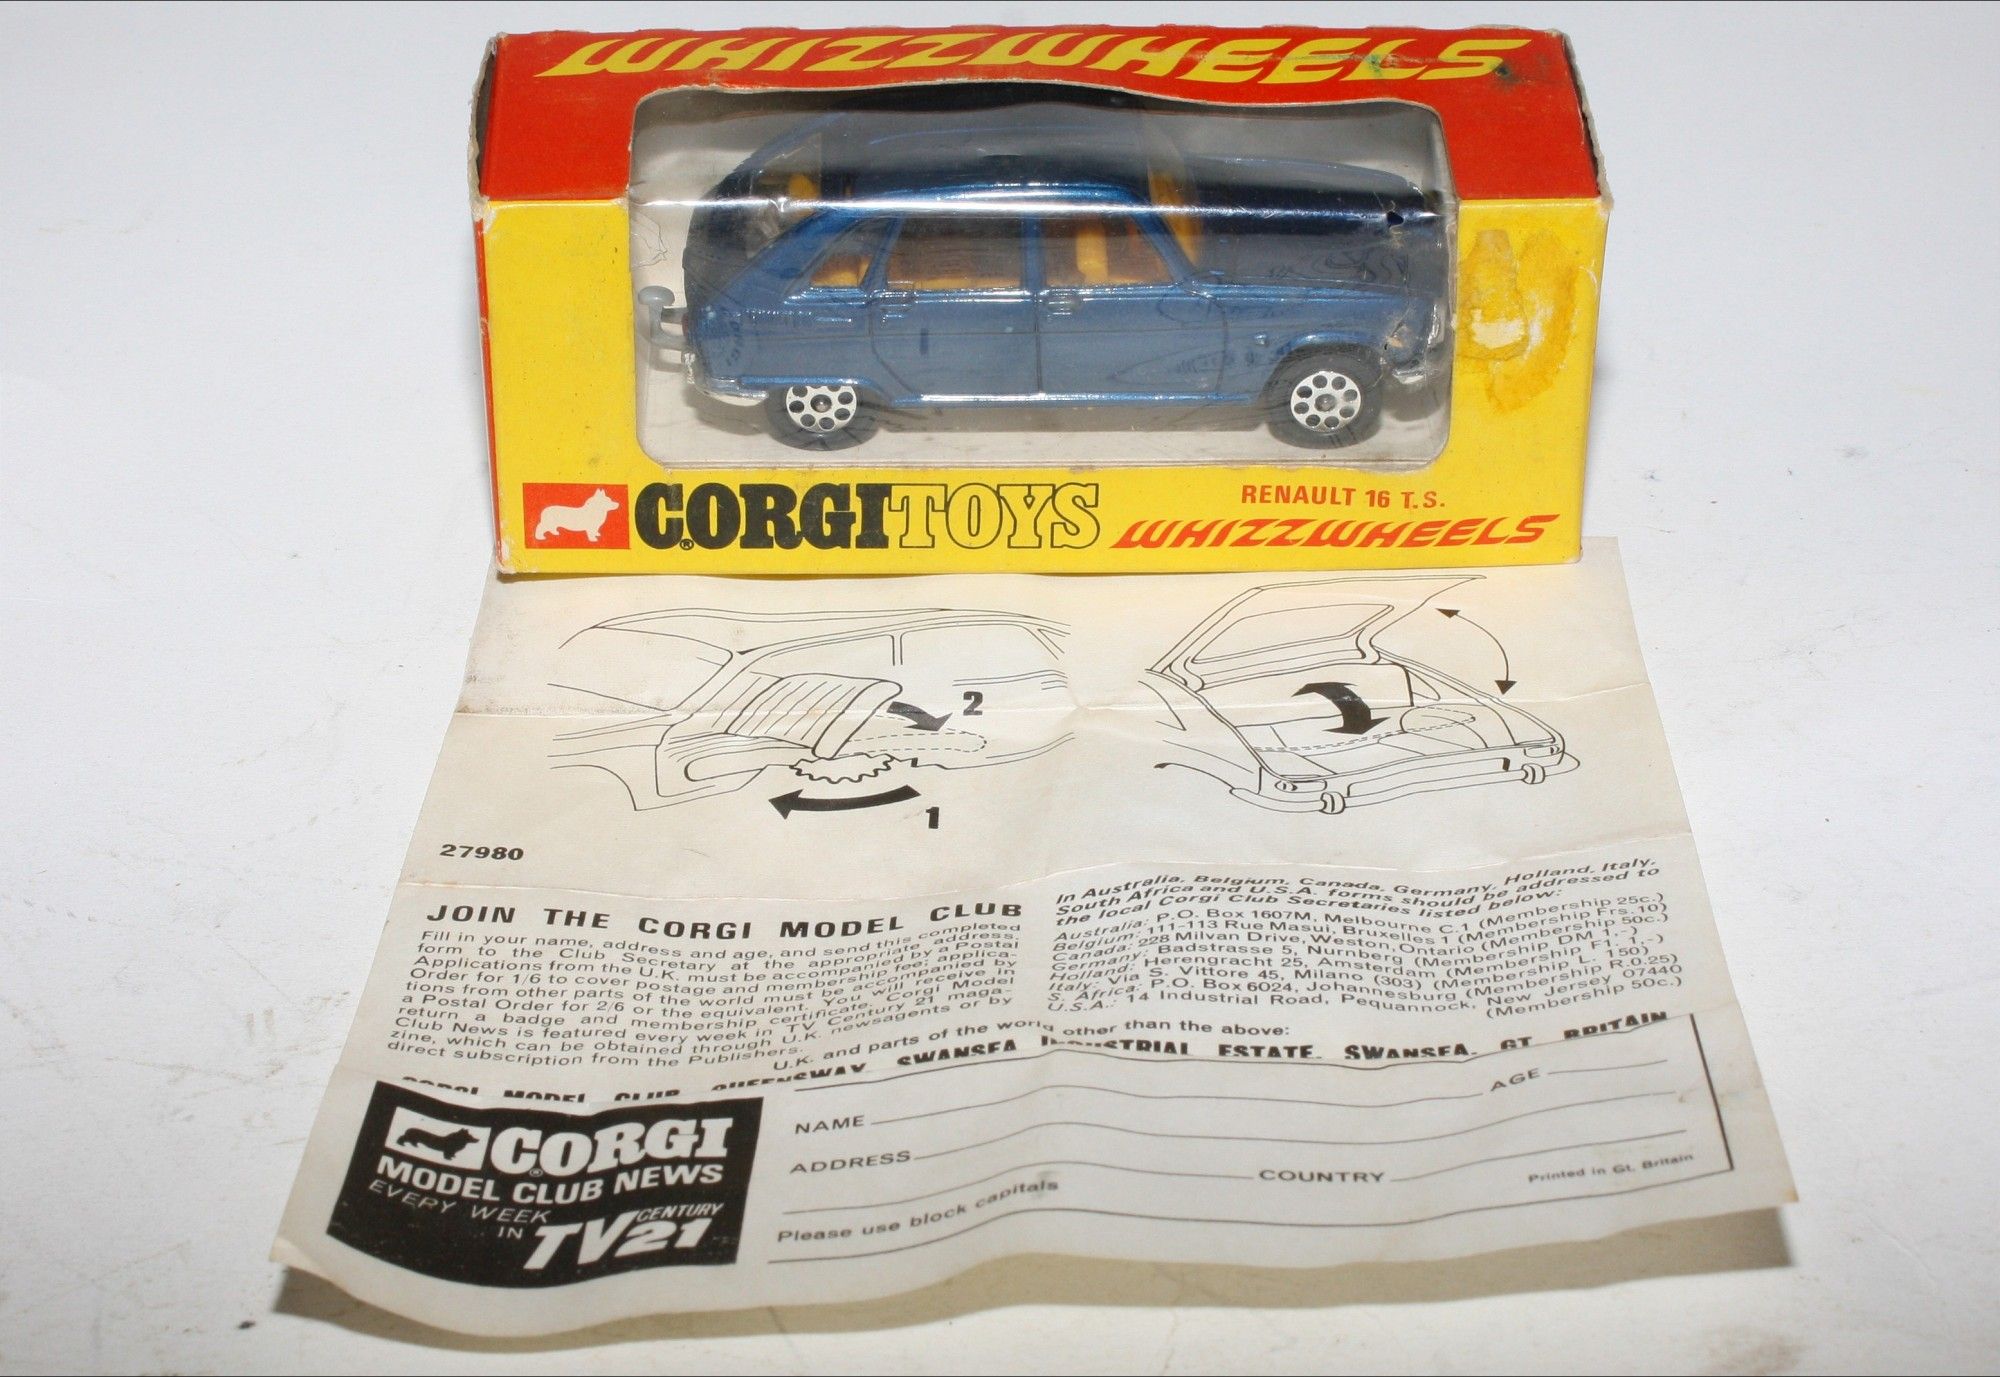 WHIZZWHEELS
CORGI TOYS
RENAULT 16 T.S.
WHIZZWHEELS
2
1
27980
JOIN THE CORGI MODEL CLUB
Fill in your name, address and age, and send this completed
form to the Club Secretary at the appropriate address.
Applications from the U.K. must be accompanied by a Postal
Order for 1/6 to cover postage and membership fee; applica-
tions from other parts of the world must be accompanied by
a Postal Order for 2/6 or the equivalent. You will receive in
return a badge and membership certificate. Corgi Model
Club News is featured every week in TV Century 21 maga-
zine, which can be obtained through U.K. newsagents or by
direct subscription from the Publishers.
In Australia, Belgium, Canada, Germany, Holland, Italy,
South Africa and U.S.A. forms should be addressed to
the local Corgi Club Secretaries listed below:
Australia: P.O. Box 1607M, Melbourne C.1 (Membership 25c.)
Belgium: 111-113 Rue Masui, Bruxelles 1 (Membership Frs.10)
Canada: 228 Milvan Drive, Weston, Ontario (Membership 50c.)
Germany: Badstrasse 5, Nurnberg (Membership DM 1,-)
Holland: Herengracht 25, Amsterdam (Membership F1. 1,-)
Italy: Via S. Vittore 45, Milano (303) (Membership L. 150)
S. Africa: P.O. Box 6024, Johannesburg (Membership R 0.25)
U.S.A.: 14 Industrial Road, Pequannock, New Jersey 07440
(Membership 50c.)
U.K. and parts of the world other than the above:
CORGI MODEL CLUB, QUEENSWAY, SWANSEA INDUSTRIAL ESTATE, SWANSEA, GT. BRITAIN
CORGI
MODEL CLUB NEWS
EVERY WEEK
IN TV CENTURY 21
NAME
AGE
ADDRESS
COUNTRY
Please use block capitals
Printed in Gt. Britain